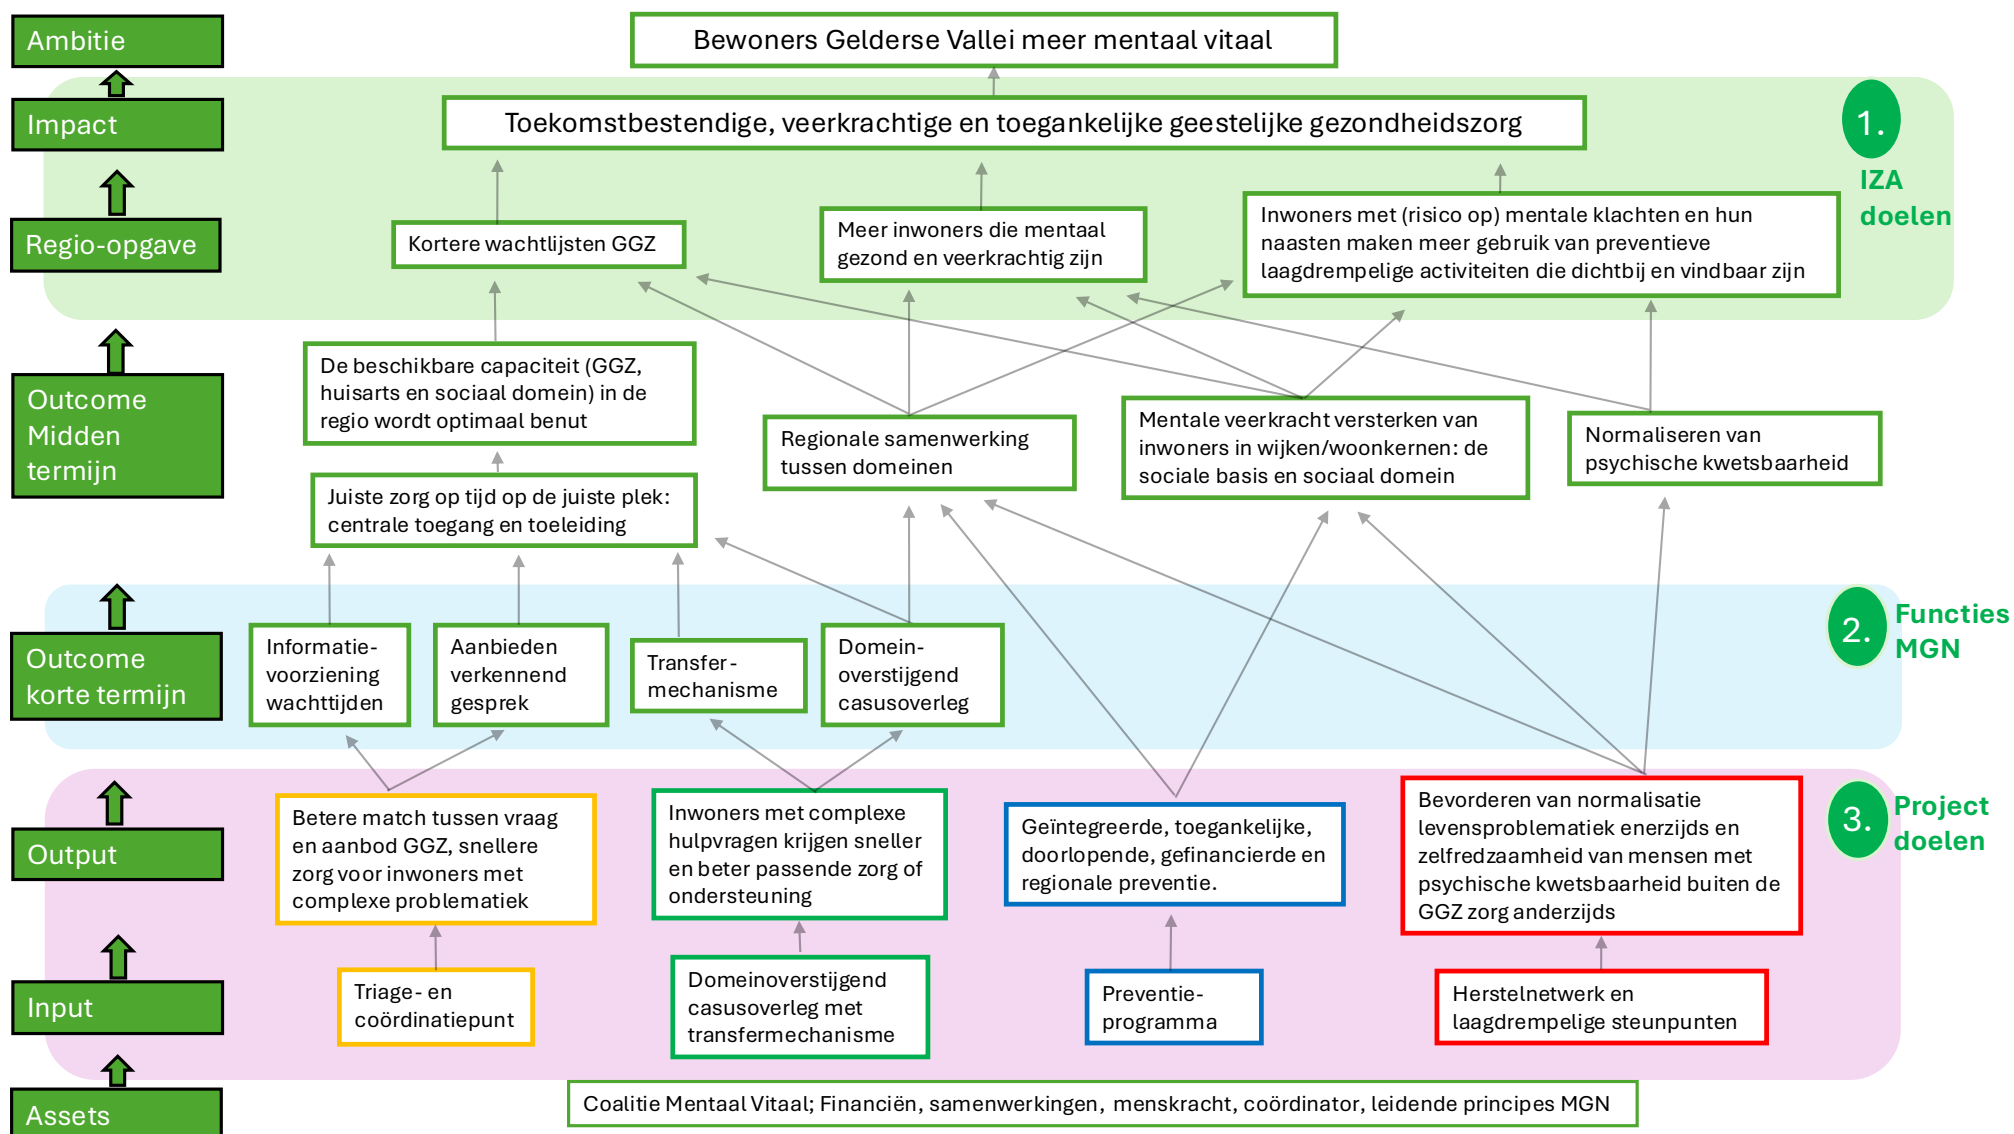 Ambitie
Bewoners Gelderse Vallei meer mentaal vitaal
Impact
Toekomstbestendige, veerkrachtige en toegankelijke geestelijke gezondheidszorg
1.
IZA
doelen
Regio-opgave
Kortere wachtlijsten GGZ
Meer inwoners die mentaal
gezond en veerkrachtig zijn
Inwoners met (risico op) mentale klachten en hun
naasten maken meer gebruik van preventieve
laagdrempelige activiteiten die dichtbij en vindbaar zijn
Outcome
Midden
termijn
De beschikbare capaciteit (GGZ,
huisarts en sociaal domein) in de
regio wordt optimaal benut
Regionale samenwerking
tussen domeinen
Mentale veerkracht versterken van
inwoners in wijken/woonkernen: de
sociale basis en sociaal domein
Normaliseren van
psychische kwetsbaarheid
Juiste zorg op tijd op de juiste plek:
centrale toegang en toeleiding
Outcome
korte termijn
Informatie-
voorziening
wachttijden
Aanbieden
verkennend
gesprek
Transfer-
mechanisme
Domein-
overstijgend
casusoverleg
2.
Functies
MGN
Output
Betere match tussen vraag
en aanbod GGZ, snellere
zorg voor inwoners met
complexe problematiek
Inwoners met complexe
hulpvragen krijgen sneller
en beter passende zorg of
ondersteuning
Geïntegreerde, toegankelijke,
doorlopende, gefinancierde en
regionale preventie.
Bevorderen van normalisatie
levensproblematiek enerzijds en
zelfredzaamheid van mensen met
psychische kwetsbaarheid buiten de
GGZ zorg anderzijds
3.
Project
doelen
Input
Triage- en
coördinatiepunt
Domeinoverstijgend
casusoverleg met
transfermechanisme
Preventie-
programma
Herstelnetwerk en
laagdrempelige steunpunten
Assets
Coalitie Mentaal Vitaal; Financiën, samenwerkingen, menskracht, coördinator, leidende principes MGN